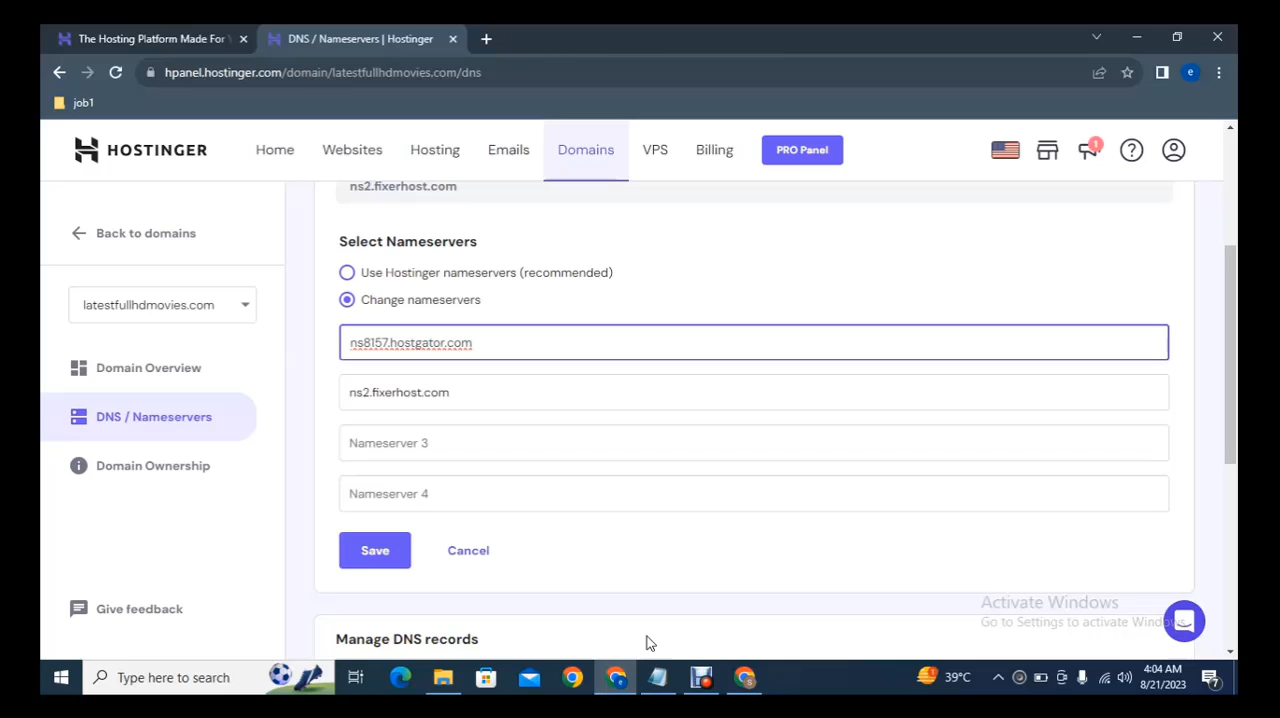 The Hosting Platform Made For
DNS / Nameservers | Hostinger
hpanel.hostinger.com/domain/latestfullhdmovies.com/dns
e
job1
HOSTINGER
Home
Websites
Hosting
Emails
Domains
VPS
Billing
PRO Panel
1
ns2.fixerhost.com
Back to domains
Select Nameservers
Use Hostinger nameservers (recommended)
latestfullhdmovies.com
Change nameservers
ns8157.hostgator.com
Domain Overview
ns2.fixerhost.com
DNS / Nameservers
Nameserver 3
Domain Ownership
Nameserver 4
Save
Cancel
Activate Windows
Go to Settings to activate Windows.
Give feedback
Manage DNS records
Type here to search
39°C
4:04 AM
8/21/2023
7